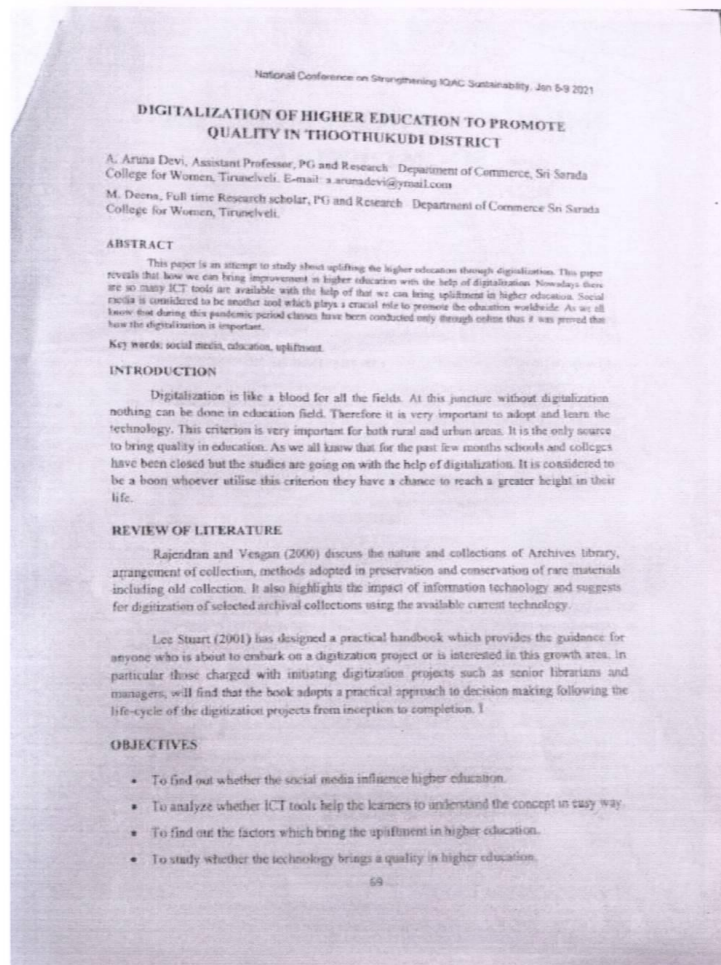 National Conference on Strengthening IQAC Sustainability, Jan 5-9 2021
DIGITALIZATION OF HIGHER EDUCATION TO PROMOTE
QUALITY IN THOOTHUKUDI DISTRICT
A. Aruna Devi, Assistant Professor, PG and Research Department of Commerce, Sri Sarada
College for Women, Tirunelveli. E-mail: a.arunadevi@ymail.com
M. Deena, Full time Research scholar, PG and Research Department of Commerce Sri Sarada
College for Women, Tirunelveli.
ABSTRACT
This paper is an attempt to study about uplifting the higher education through digitalization. This paper
reveals that how we can bring improvement in higher education with the help of digitalization. Nowadays there
are so many ICT tools are available with the help of that we can bring upliftment in higher education. Social
media is considered to be another tool which plays a crucial role to promote the education worldwide. As we all
know that during this pandemic period classes have been conducted only through online thus it was proved that
how the digitalization is important.
Key words: social media, education, upliftment.
INTRODUCTION
Digitalization is like a blood for all the fields. At this juncture without digitalization
nothing can be done in education field. Therefore it is very important to adopt and learn the
technology. This criterion is very important for both rural and urban areas. It is the only source
to bring quality in education. As we all know that for the past few months schools and colleges
have been closed but the studies are going on with the help of digitalization. It is considered to
be a boon whoever utilise this criterion they have a chance to reach a greater height in their
life.
REVIEW OF LITERATURE
Rajendran and Vengan (2000) discuss the nature and collections of Archives library,
arrangement of collection, methods adopted in preservation and conservation of rare materials
including old collection. It also highlights the impact of information technology and suggests
for digitization of selected archival collections using the available current technology.
Lee Stuart (2001) has designed a practical handbook which provides the guidance for
anyone who is about to embark on a digitization project or is interested in this growth area. In
particular those charged with initiating digitization projects such as senior librarians and
managers, will find that the book adopts a practical approach to decision making following the
life-cycle of the digitization projects from inception to completion. 1
OBJECTIVES
• To find out whether the social media influence higher education.
• To analyze whether ICT tools help the learners to understand the concept in easy way.
• To find out the factors which bring the upliftment in higher education.
• To study whether the technology brings a quality in higher education.
69